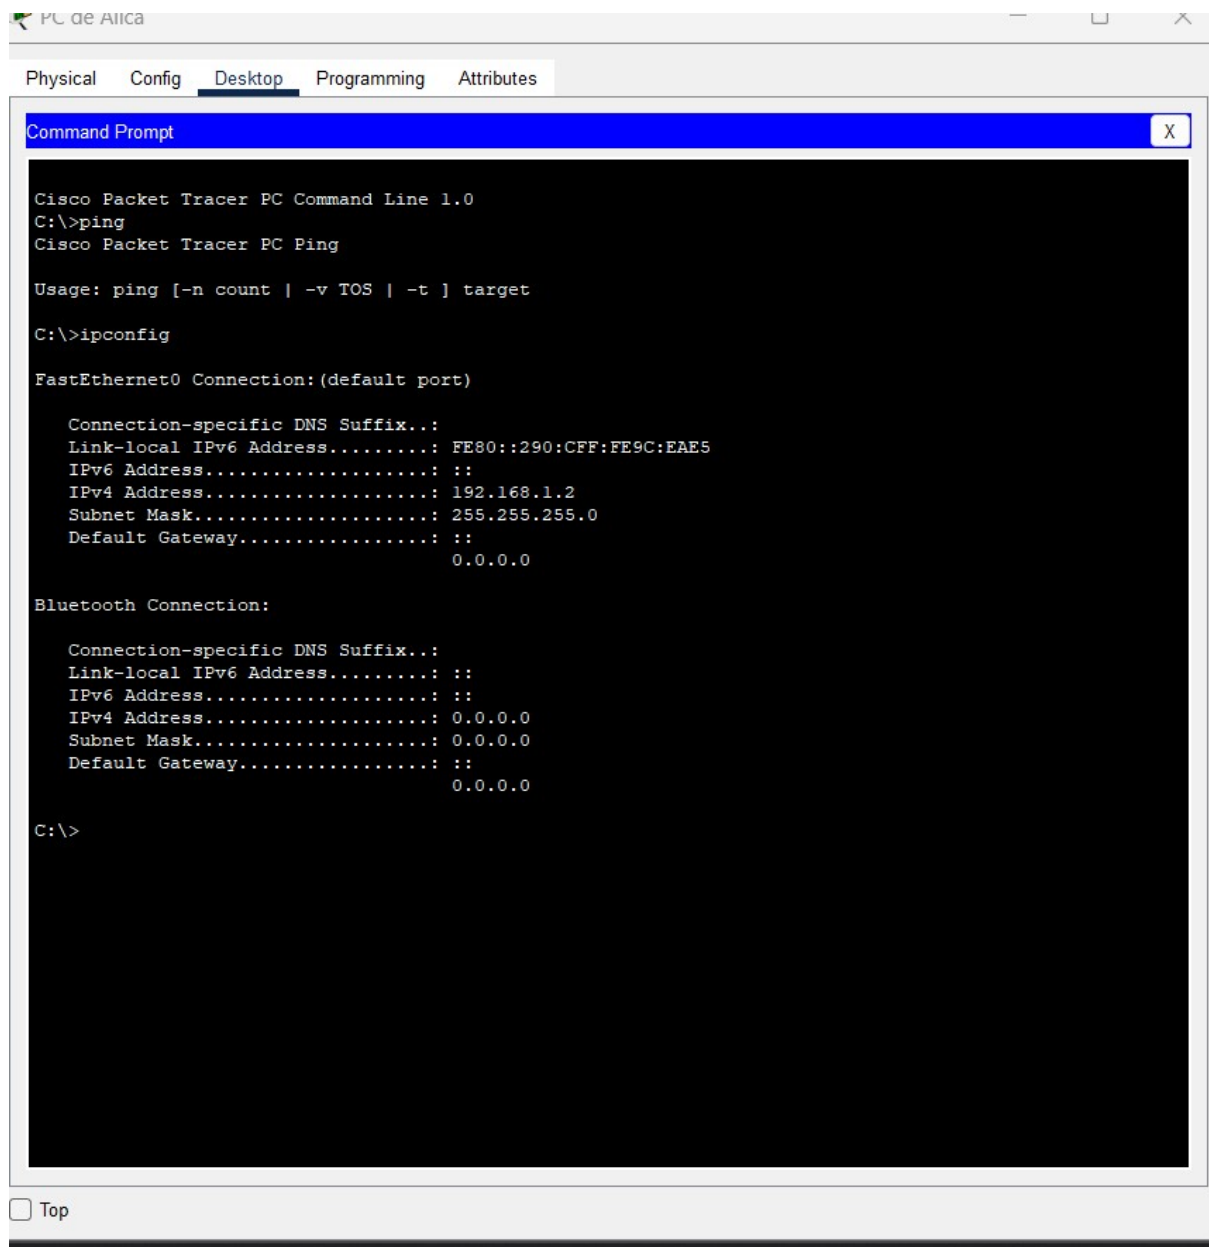 PC de Alica
Physical Config Desktop Programming Attributes
Command Prompt X
Cisco Packet Tracer PC Command Line 1.0
C:\>ping
Cisco Packet Tracer PC Ping
Usage: ping [-n count | -v TOS | -t ] target
C:\>ipconfig
FastEthernet0 Connection:(default port)
Connection-specific DNS Suffix..:
Link-local IPv6 Address.........: FE80::290:CFF:FE9C:EAE5
IPv6 Address....................: ::
IPv4 Address....................: 192.168.1.2
Subnet Mask.....................: 255.255.255.0
Default Gateway.................: ::
0.0.0.0
Bluetooth Connection:
Connection-specific DNS Suffix..:
Link-local IPv6 Address.........: ::
IPv6 Address....................: ::
IPv4 Address....................: 0.0.0.0
Subnet Mask.....................: 0.0.0.0
Default Gateway.................: ::
0.0.0.0
C:\>
Top